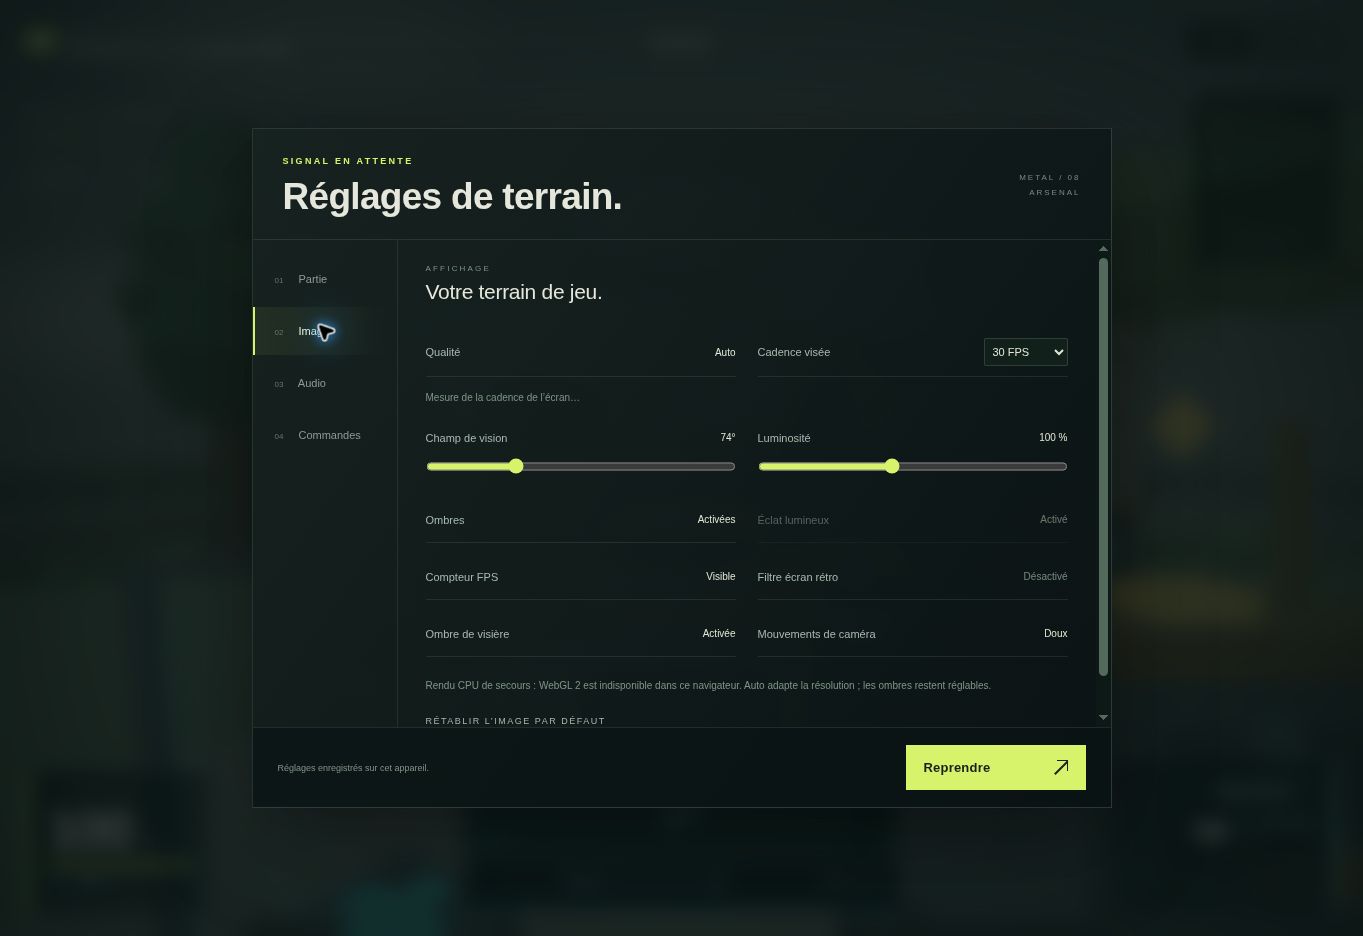 SIGNAL EN ATTENTE
Réglages de terrain.
METAL / 08
ARSENAL
01 Partie
02
03 Audio
04 Commandes
AFFICHAGE
Votre terrain de jeu.
Qualité Auto
Cadence visée 30 FPS
Mesure de la cadence de l'écran…
Champ de vision 74°
Luminosité 100 %
Ombres Activées
Éclat lumineux Activé
Compteur FPS Visible
Filtre écran rétro Désactivé
Ombre de visière Activée
Mouvements de caméra Doux
Rendu CPU de secours : WebGL 2 est indisponible dans ce navigateur. Auto adapte la résolution ; les ombres restent réglables.
RÉTABLIR L'IMAGE PAR DÉFAUT
Réglages enregistrés sur cet appareil.
Reprendre